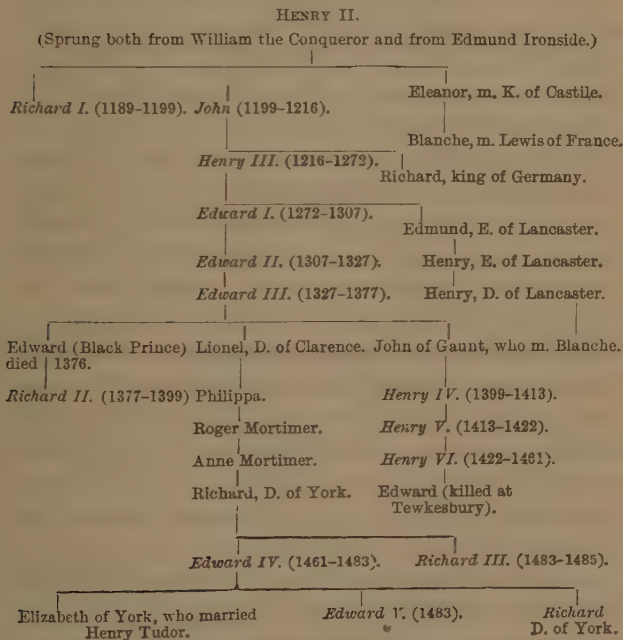 HENRY II.
(Sprung both from William the Conqueror and from Edmund Ironside.)
Richard I. (1189-1199). John (1199-1216). Eleanor, m. K. of Castile.
Blanche, m. Lewis of France.
Henry III. (1216-1272).
Richard, king of Germany.
Edward I. (1272-1307).
Edmund, E. of Lancaster.
Edward II. (1307-1327). Henry, E. of Lancaster.
Edward III. (1327-1377). Henry, D. of Lancaster.
Edward (Black Prince) Lionel, D. of Clarence. John of Gaunt, who m. Blanche.
died 1376.
Richard II. (1377-1399) Philippa. Henry IV. (1399-1413).
Roger Mortimer. Henry V. (1413-1422).
Anne Mortimer. Henry VI. (1422-1461).
Richard, D. of York. Edward (killed at
Tewkesbury).
Edward IV. (1461-1483). Richard III. (1483-1485).
Elizabeth of York, who married Edward V. (1483). Richard
Henry Tudor. D. of York.